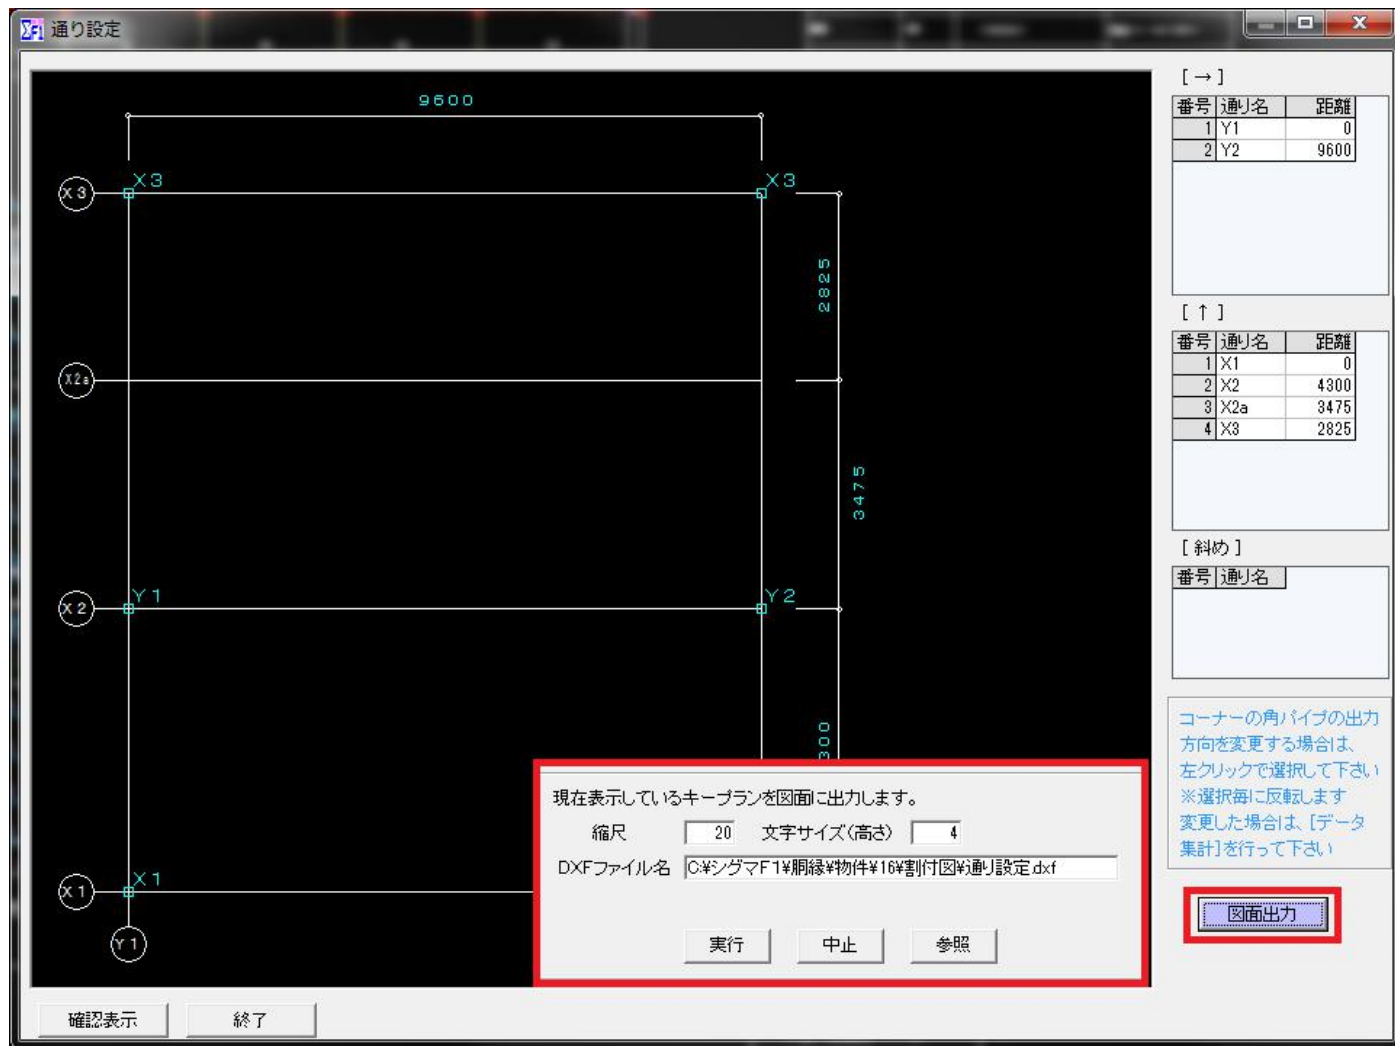 ΣF1 通り設定
9600
X3 X3 X3
2825
X2a
3475
X2 Y1 Y2
300
X1 X1
Y1
[ → ]
番号 通り名 距離
1 Y1 0
2 Y2 9600
[ ↑ ]
番号 通り名 距離
1 X1 0
2 X2 4300
3 X2a 3475
4 X3 2825
[ 斜め ]
番号 通り名
コーナーの角パイプの出力
方向を変更する場合は、
左クリックで選択して下さい
※選択毎に反転します
変更した場合は、[データ
集計]を行って下さい
図面出力
現在表示しているキープランを図面に出力します。
縮尺 20 文字サイズ(高さ) 4
DXFファイル名 C:¥シグマF1¥胴縁¥物件¥16¥割付図¥通り設定.dxf
実行 中止 参照
確認表示 終了